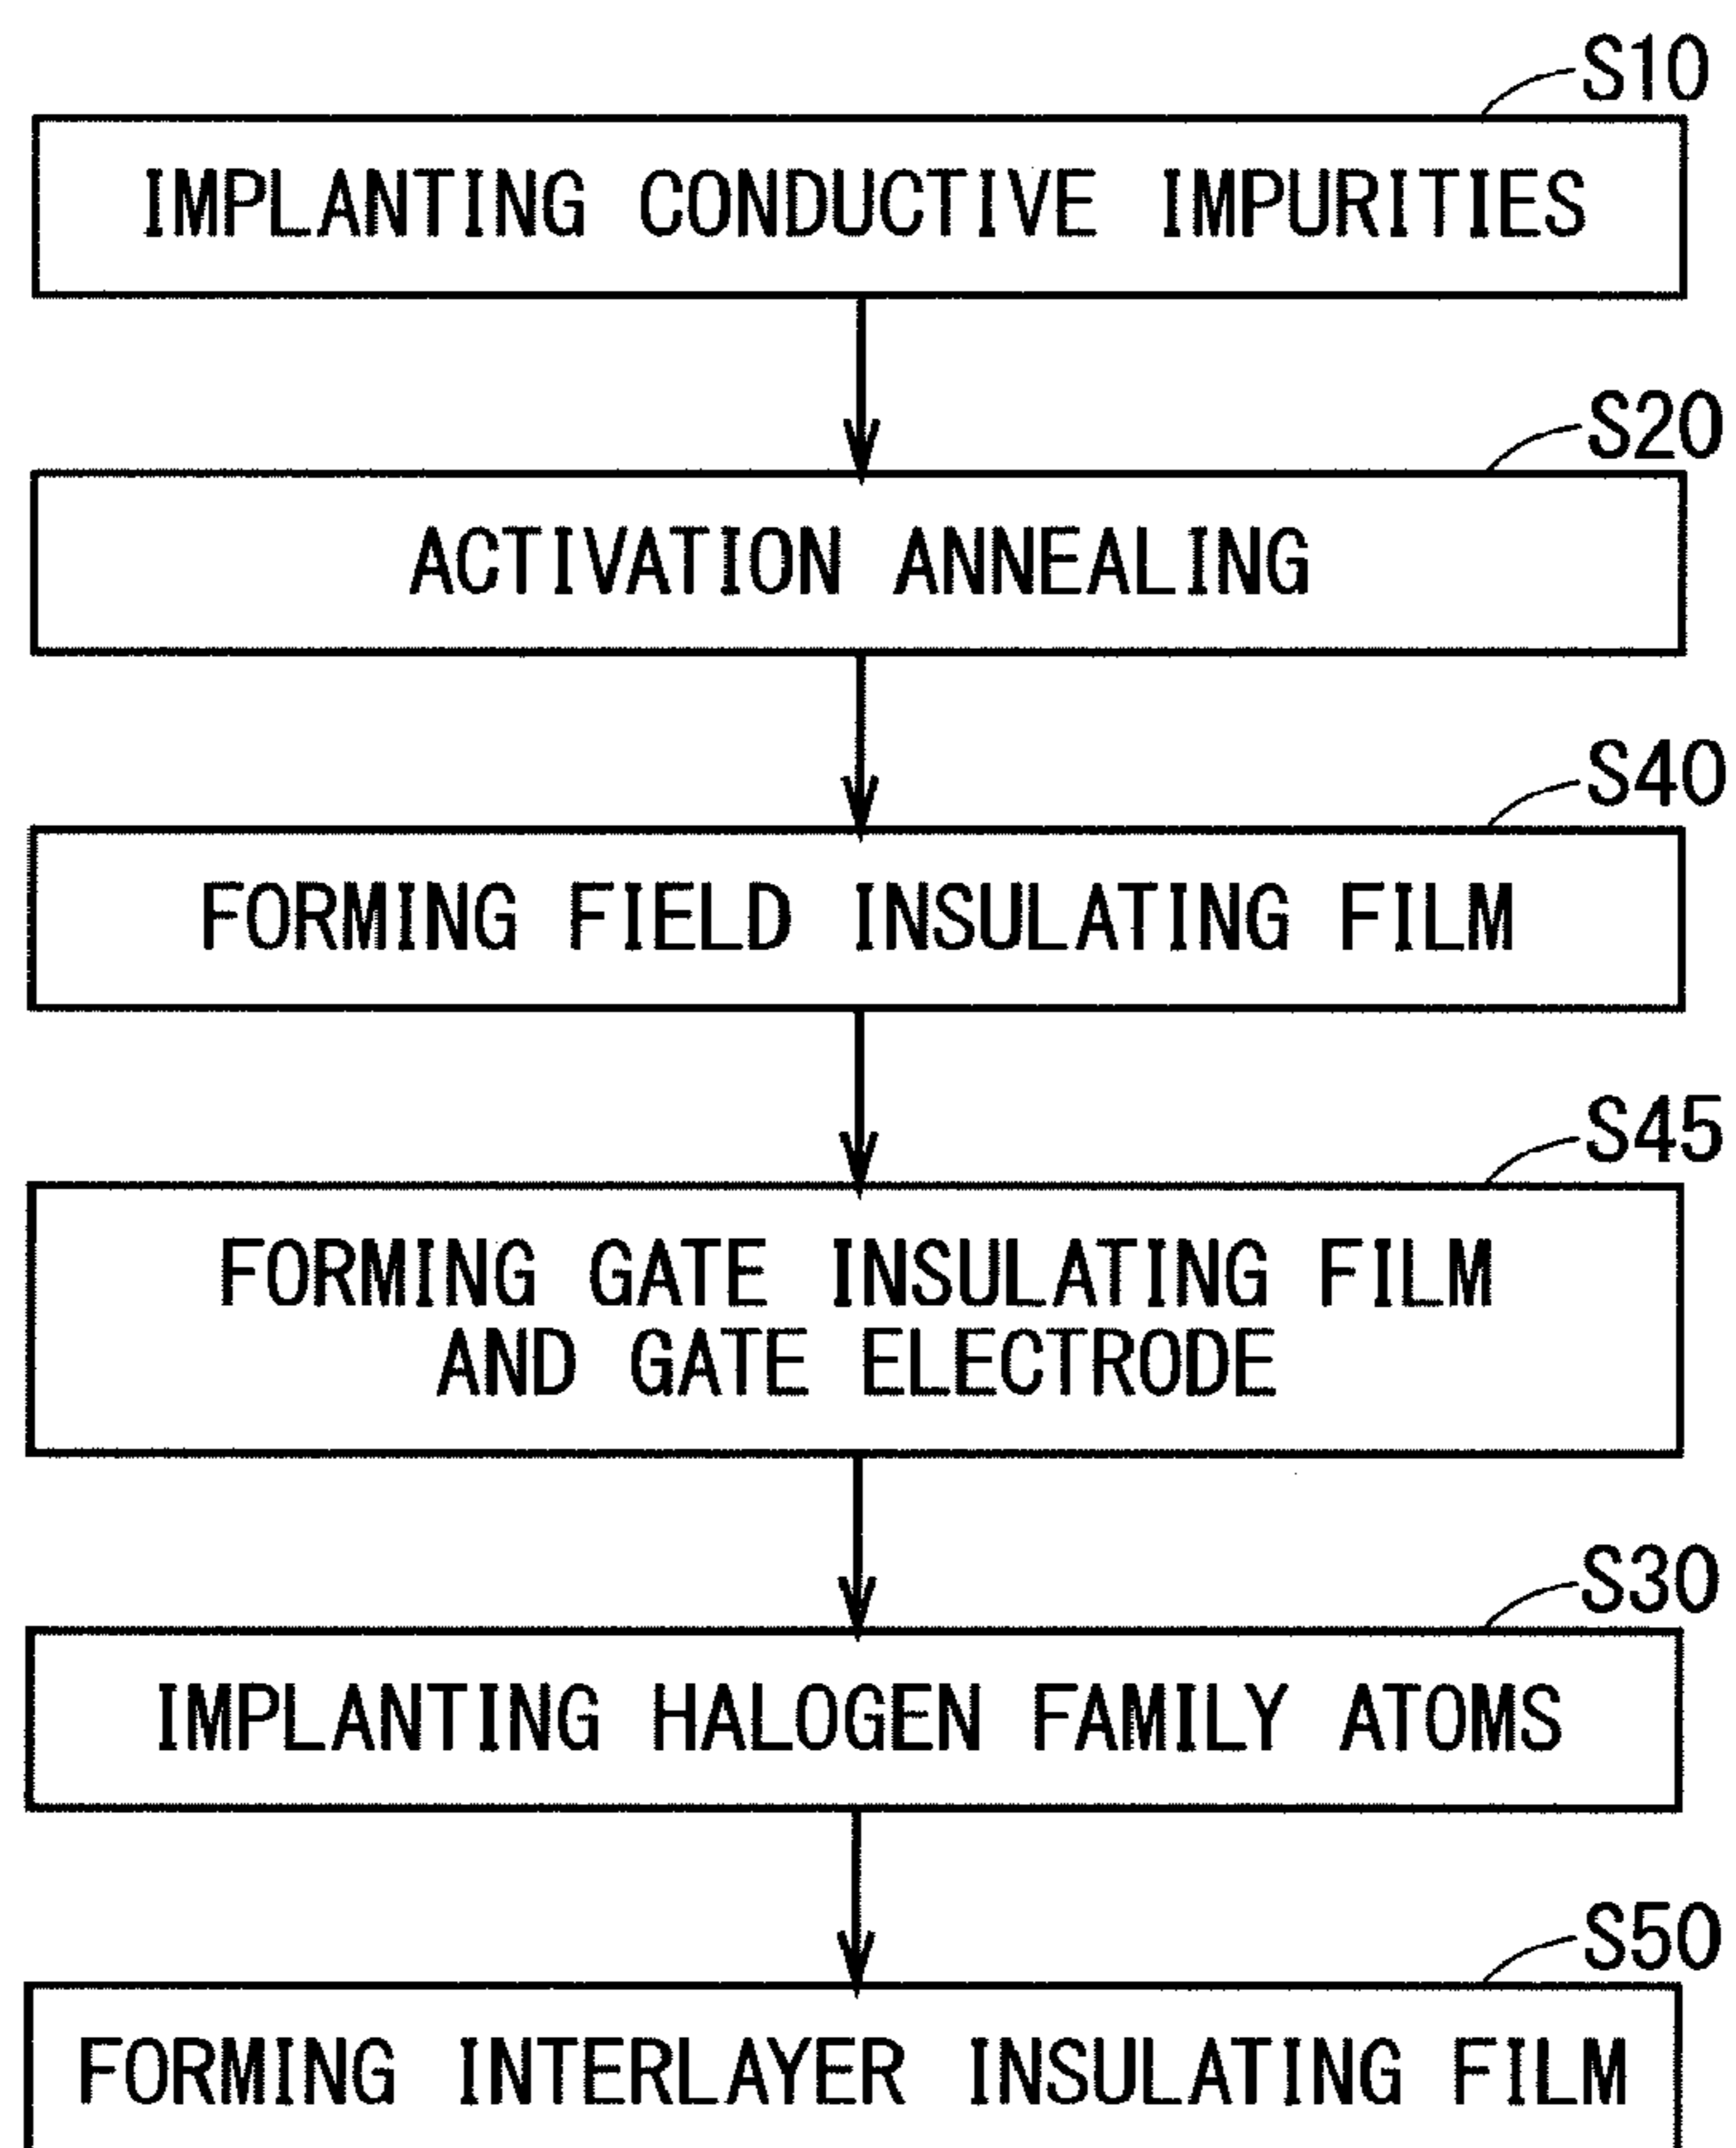 S10
IMPLANTING CONDUCTIVE IMPURITIES
S20
ACTIVATION ANNEALING
S40
FORMING FIELD INSULATING FILM
S45
FORMING GATE INSULATING FILM
AND GATE ELECTRODE
S30
IMPLANTING HALOGEN FAMILY ATOMS
S50
FORMING INTERLAYER INSULATING FILM